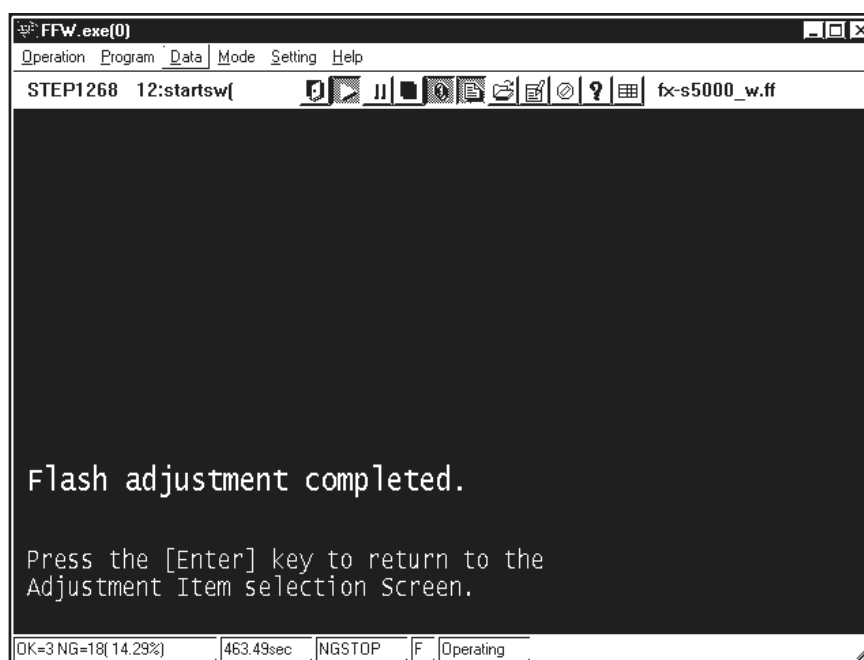 FFW.exe(0)
Operation Program Data Mode Setting Help
STEP1268 12:startsw( fx-s5000_w.ff
Flash adjustment completed.
Press the [Enter] key to return to the
Adjustment Item selection Screen.
OK=3 NG=18( 14.29%) 463.49sec NGSTOP F Operating